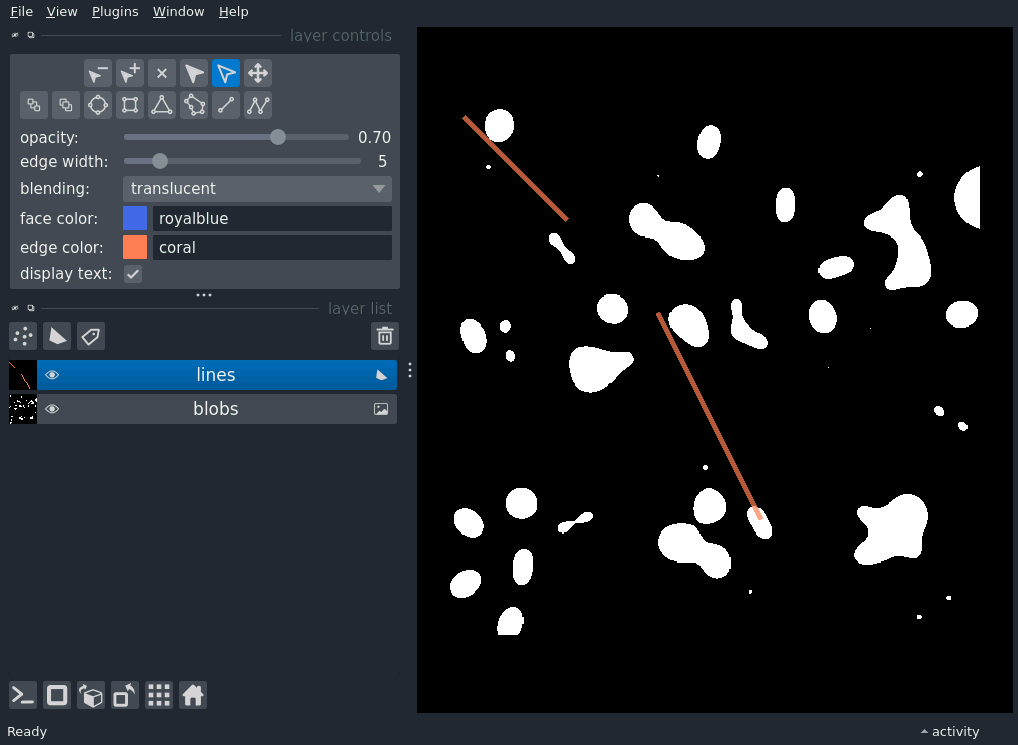 File View Plugins Window Help
layer controls
opacity: 0.70
edge width: 5
blending: translucent
face color: royalblue
edge color: coral
display text:
layer list
lines
blobs
Ready
activity